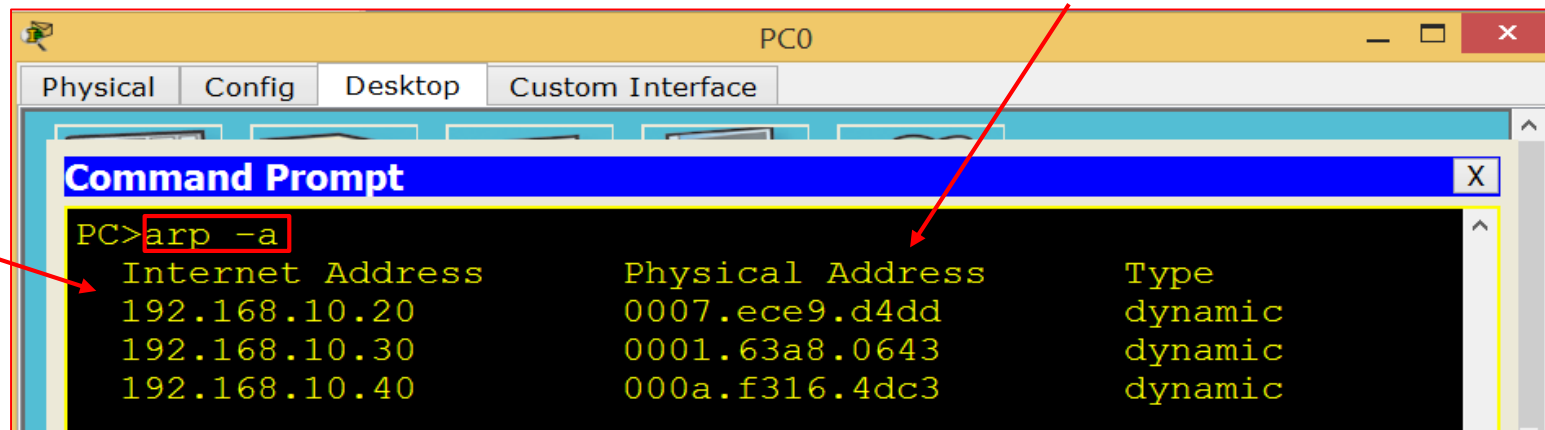 PC0
Physical Config Desktop Custom Interface
Command Prompt X
PC>arp -a
Internet Address Physical Address Type
192.168.10.20 0007.ece9.d4dd dynamic
192.168.10.30 0001.63a8.0643 dynamic
192.168.10.40 000a.f316.4dc3 dynamic